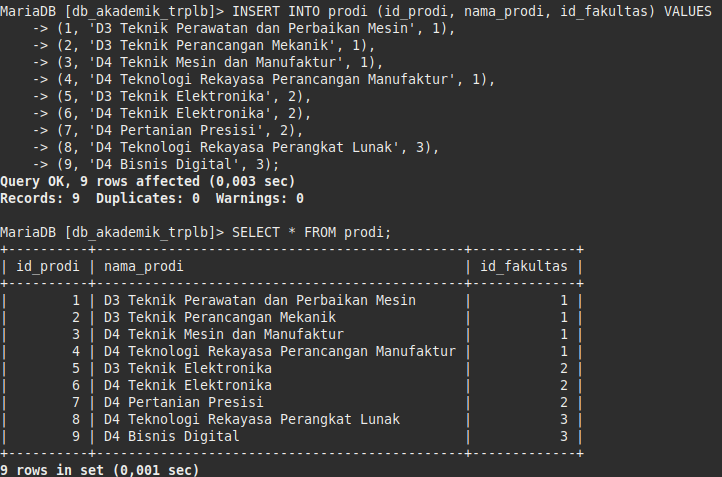 MariaDB [db_akademik_trplb]> INSERT INTO prodi (id_prodi, nama_prodi, id_fakultas) VALUES
    -> (1, 'D3 Teknik Perawatan dan Perbaikan Mesin', 1),
    -> (2, 'D3 Teknik Perancangan Mekanik', 1),
    -> (3, 'D4 Teknik Mesin dan Manufaktur', 1),
    -> (4, 'D4 Teknologi Rekayasa Perancangan Manufaktur', 1),
    -> (5, 'D3 Teknik Elektronika', 2),
    -> (6, 'D4 Teknik Elektronika', 2),
    -> (7, 'D4 Pertanian Presisi', 2),
    -> (8, 'D4 Teknologi Rekayasa Perangkat Lunak', 3),
    -> (9, 'D4 Bisnis Digital', 3);
Query OK, 9 rows affected (0,003 sec)
Records: 9  Duplicates: 0  Warnings: 0

MariaDB [db_akademik_trplb]> SELECT * FROM prodi;
+----------+----------------------------------------------+-------------+
| id_prodi | nama_prodi                                   | id_fakultas |
+----------+----------------------------------------------+-------------+
|        1 | D3 Teknik Perawatan dan Perbaikan Mesin      |           1 |
|        2 | D3 Teknik Perancangan Mekanik                |           1 |
|        3 | D4 Teknik Mesin dan Manufaktur               |           1 |
|        4 | D4 Teknologi Rekayasa Perancangan Manufaktur |           1 |
|        5 | D3 Teknik Elektronika                        |           2 |
|        6 | D4 Teknik Elektronika                        |           2 |
|        7 | D4 Pertanian Presisi                         |           2 |
|        8 | D4 Teknologi Rekayasa Perangkat Lunak        |           3 |
|        9 | D4 Bisnis Digital                            |           3 |
+----------+----------------------------------------------+-------------+
9 rows in set (0,001 sec)